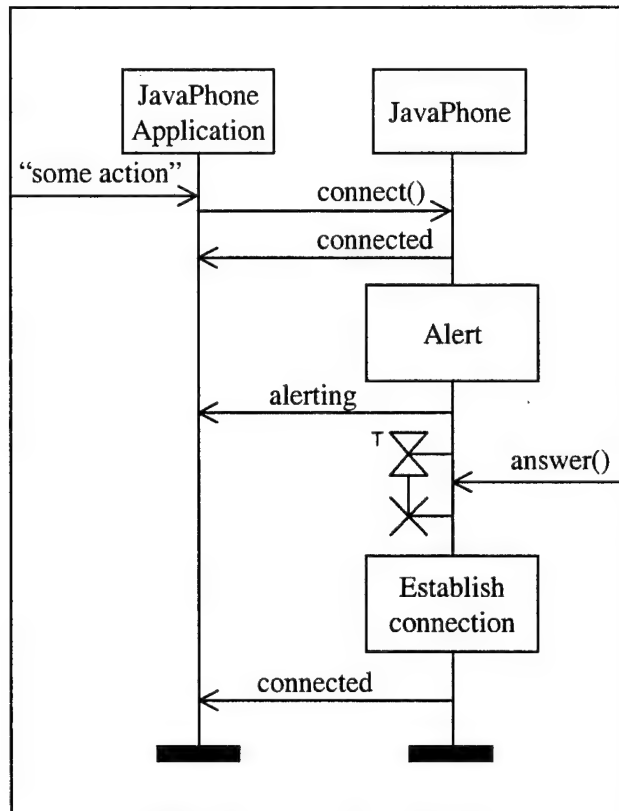 JavaPhone
Application
JavaPhone
“some action”
connect()
connected
Alert
alerting
T
answer()
Establish
connection
connected